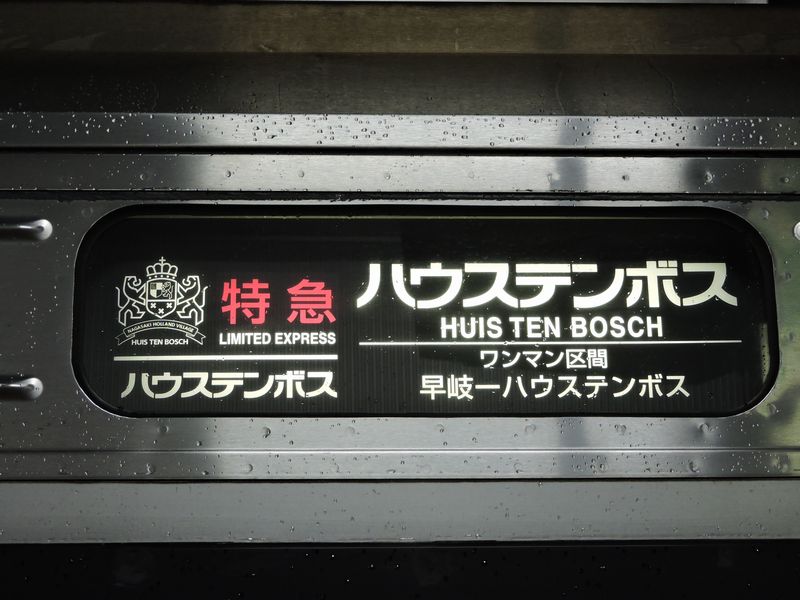 NAGASAKI HOLLAND VILLAGE
HUIS TEN BOSCH
特急
LIMITED EXPRESS
ハウステンボス
ハウステンボス
HUIS TEN BOSCH
ワンマン区間
早岐ーハウステンボス